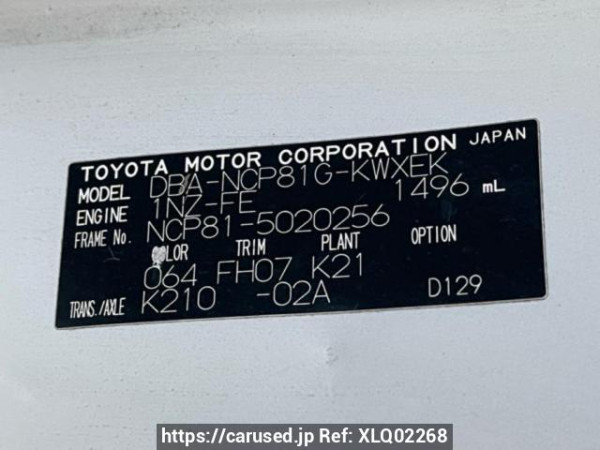 TOYOTA MOTOR CORPORATION JAPAN
MODEL DBA-NCP81G-KWXEK
ENGINE 1NZ-FE 1496 mL
FRAME No. NCP81-5020256
COLOR TRIM PLANT OPTION
064 FH07 K21
TRANS./AXLE K210 -02A D129
https://carused.jp Ref: XLQ02268